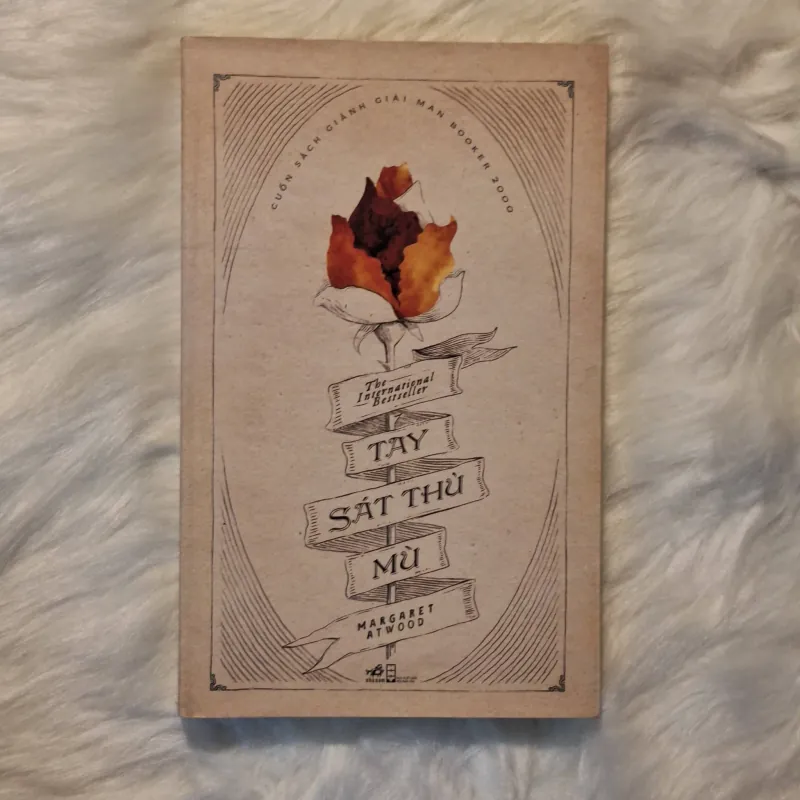 CUỐN SÁCH GIÀNH GIẢI MAN BOOKER 2000
The
International
Bestseller
TAY
SÁT THỦ
MÙ
MARGARET
ATWOOD